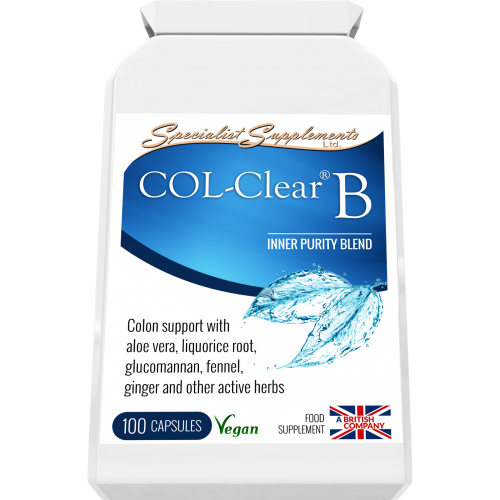 Specialist Supplements
Ltd.
COL-Clear® B
INNER PURITY BLEND
Colon support with
aloe vera, liquorice root,
glucomannan, fennel,
ginger and other active herbs
100 CAPSULES
Vegan
FOOD
SUPPLEMENT
A BRITISH
COMPANY